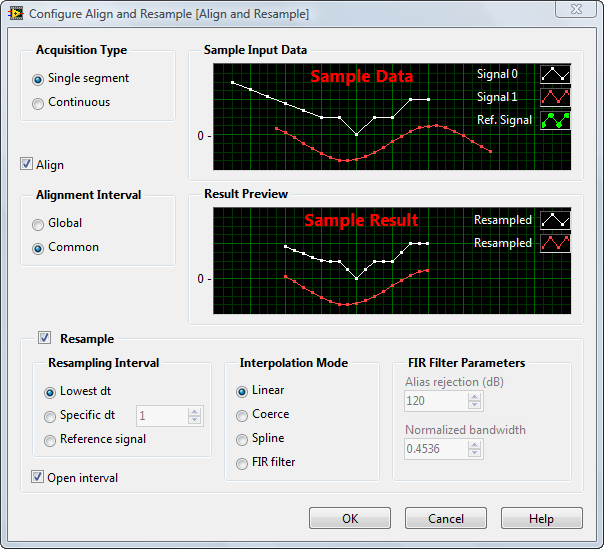 Configure Align and Resample [Align and Resample]
Acquisition Type
Single segment
Continuous
Align
Alignment Interval
Global
Common
Sample Input Data
Sample Data
Signal 0
Signal 1
Ref. Signal
0 -
Result Preview
Sample Result
Resampled
Resampled
0 -
Resample
Resampling Interval
Lowest dt
Specific dt 1
Reference signal
Open interval
Interpolation Mode
Linear
Coerce
Spline
FIR filter
FIR Filter Parameters
Alias rejection (dB)
120
Normalized bandwidth
0.4536
OK Cancel Help